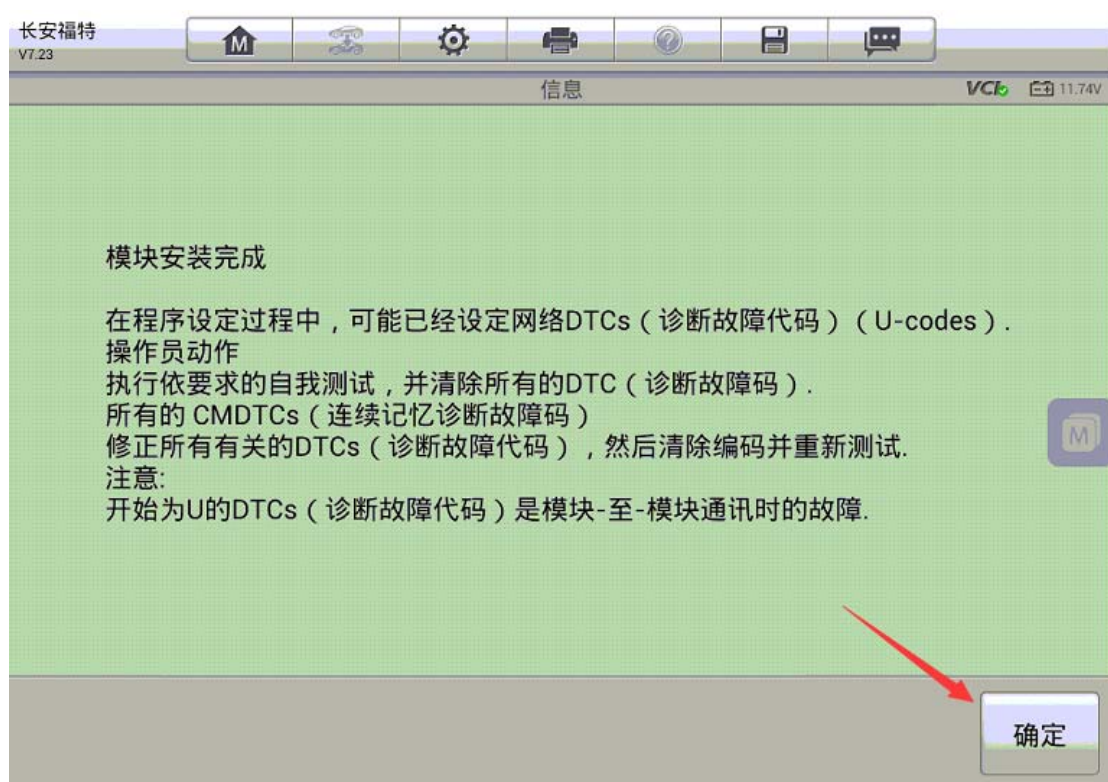 长安福特
V7.23
M
信息
VCI
11.74V
模块安装完成
在程序设定过程中，可能已经设定网络DTCs（诊断故障代码）（U-codes）.
操作员动作
执行依要求的自我测试，并清除所有的DTC（诊断故障码）.
所有的 CMDTCs（连续记忆诊断故障码）
修正所有有关的DTCs（诊断故障代码），然后清除编码并重新测试.
注意:
开始为U的DTCs（诊断故障代码）是模块-至-模块通讯时的故障.
M
确定